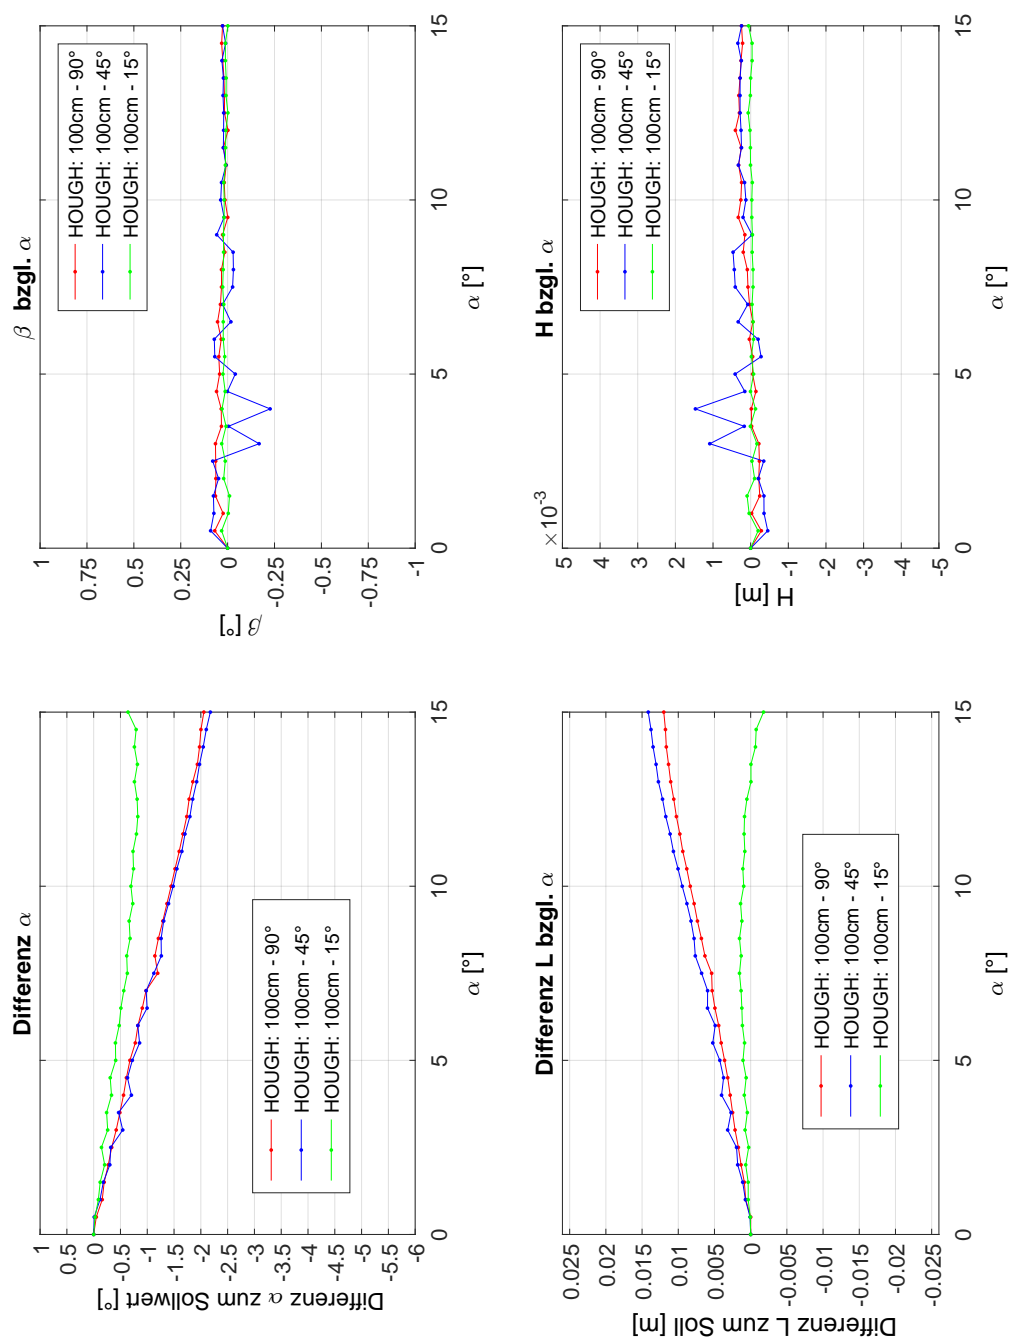 Differenz α
1
0.5
0
-0.5
-1
-1.5
-2
-2.5
-3
-3.5
-4
-4.5
-5
-5.5
-6
Differenz α zum Sollwert [°]
HOUGH: 100cm - 90°
HOUGH: 100cm - 45°
HOUGH: 100cm - 15°
0 5 10 15
α [°]
β bzgl. α
1
0.75
0.5
0.25
0
-0.25
-0.5
-0.75
-1
β [°]
HOUGH: 100cm - 90°
HOUGH: 100cm - 45°
HOUGH: 100cm - 15°
0 5 10 15
α [°]
Differenz L bzgl. α
0.025
0.02
0.015
0.01
0.005
0
-0.005
-0.01
-0.015
-0.02
-0.025
Differenz L zum Soll [m]
HOUGH: 100cm - 90°
HOUGH: 100cm - 45°
HOUGH: 100cm - 15°
0 5 10 15
α [°]
H bzgl. α
×10⁻³
5
4
3
2
1
0
-1
-2
-3
-4
-5
H [m]
HOUGH: 100cm - 90°
HOUGH: 100cm - 45°
HOUGH: 100cm - 15°
0 5 10 15
α [°]